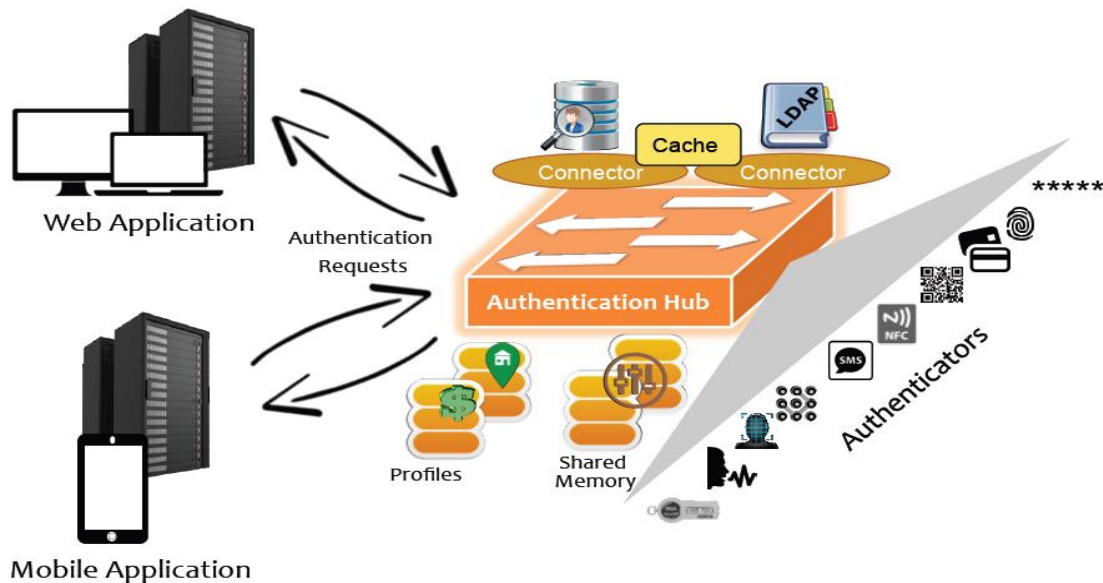 LDAP
Cache
Connector
Connector
*****
Web Application
Authentication
Requests
Authentication Hub
NFC
SMS
Authenticators
Profiles
Shared
Memory
Mobile Application